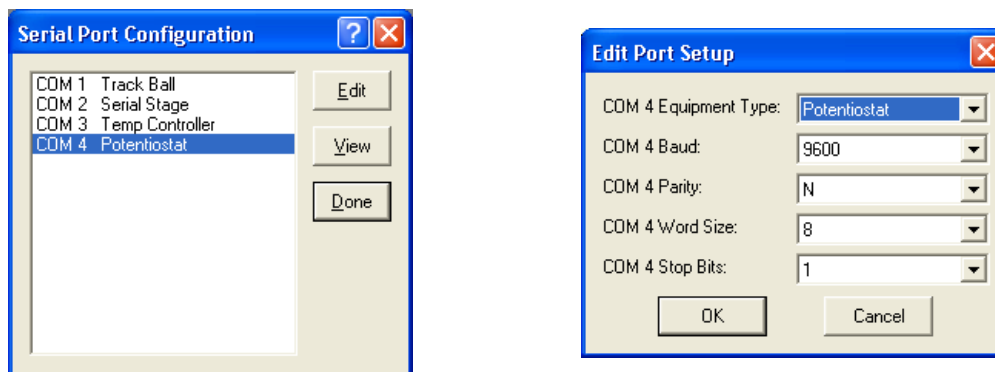 Serial Port Configuration
COM 1 Track Ball
COM 2 Serial Stage
COM 3 Temp Controller
COM 4 Potentiostat
Edit
View
Done
Edit Port Setup
COM 4 Equipment Type: Potentiostat
COM 4 Baud: 9600
COM 4 Parity: N
COM 4 Word Size: 8
COM 4 Stop Bits: 1
OK Cancel